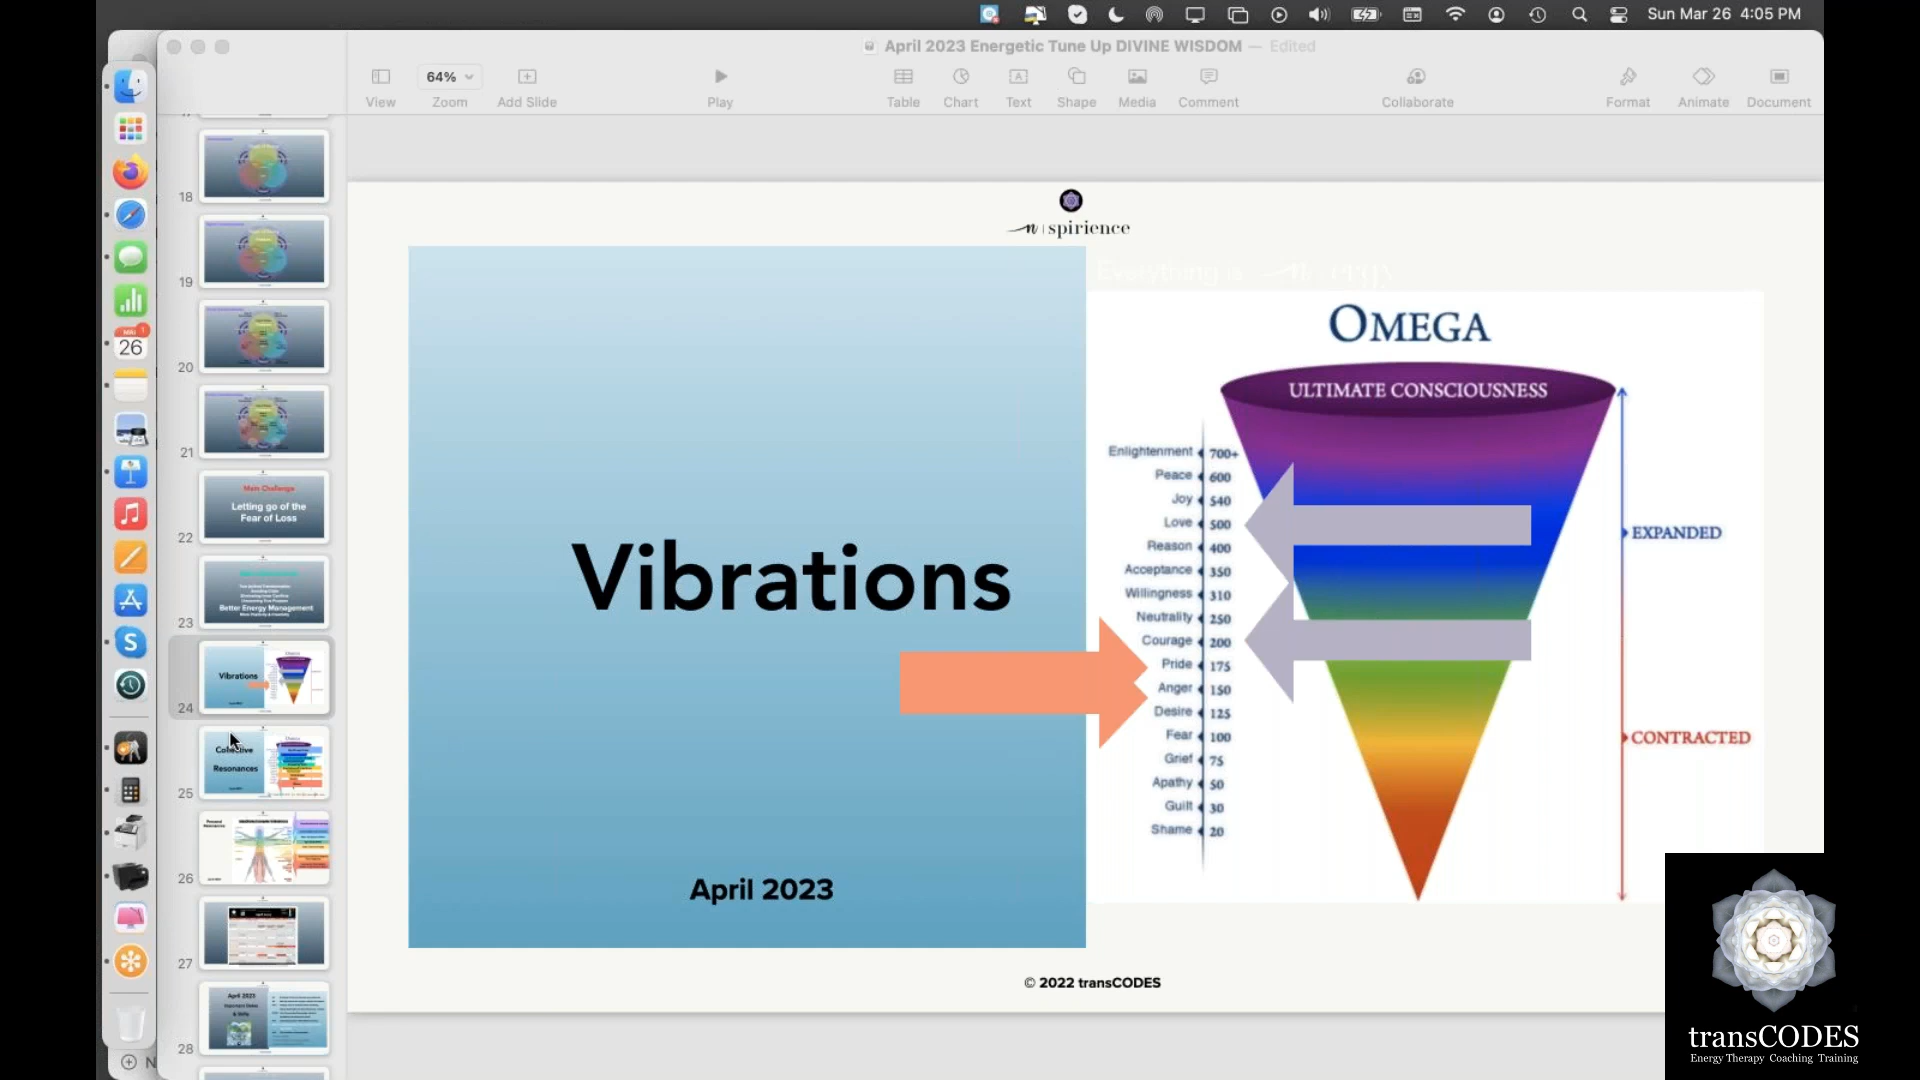 Sun Mar 26 4:05 PM
April 2023 Energetic Tune Up DIVINE WISDOM — Edited
64%
View
Zoom
Add Slide
Play
Table
Chart
Text
Shape
Media
Comment
Collaborate
Format
Animate
Document
26
18
19
20
21
Main Challenge
Letting go of the
Fear of Loss
22
Better Energy Management
23
Vibrations
24
Collective
Resonances
25
26
27
April 2023
28
n|spirience
Everything is
OMEGA
ULTIMATE CONSCIOUSNESS
Enlightenment 700+
Peace 600
Joy 540
Love 500
Reason 400
Acceptance 350
Willingness 310
Neutrality 250
Courage 200
Pride 175
Anger 150
Desire 125
Fear 100
Grief 75
Apathy 50
Guilt 30
Shame 20
EXPANDED
CONTRACTED
Vibrations
April 2023
© 2022 transCODES
transCODES
Energy Therapy Coaching Training